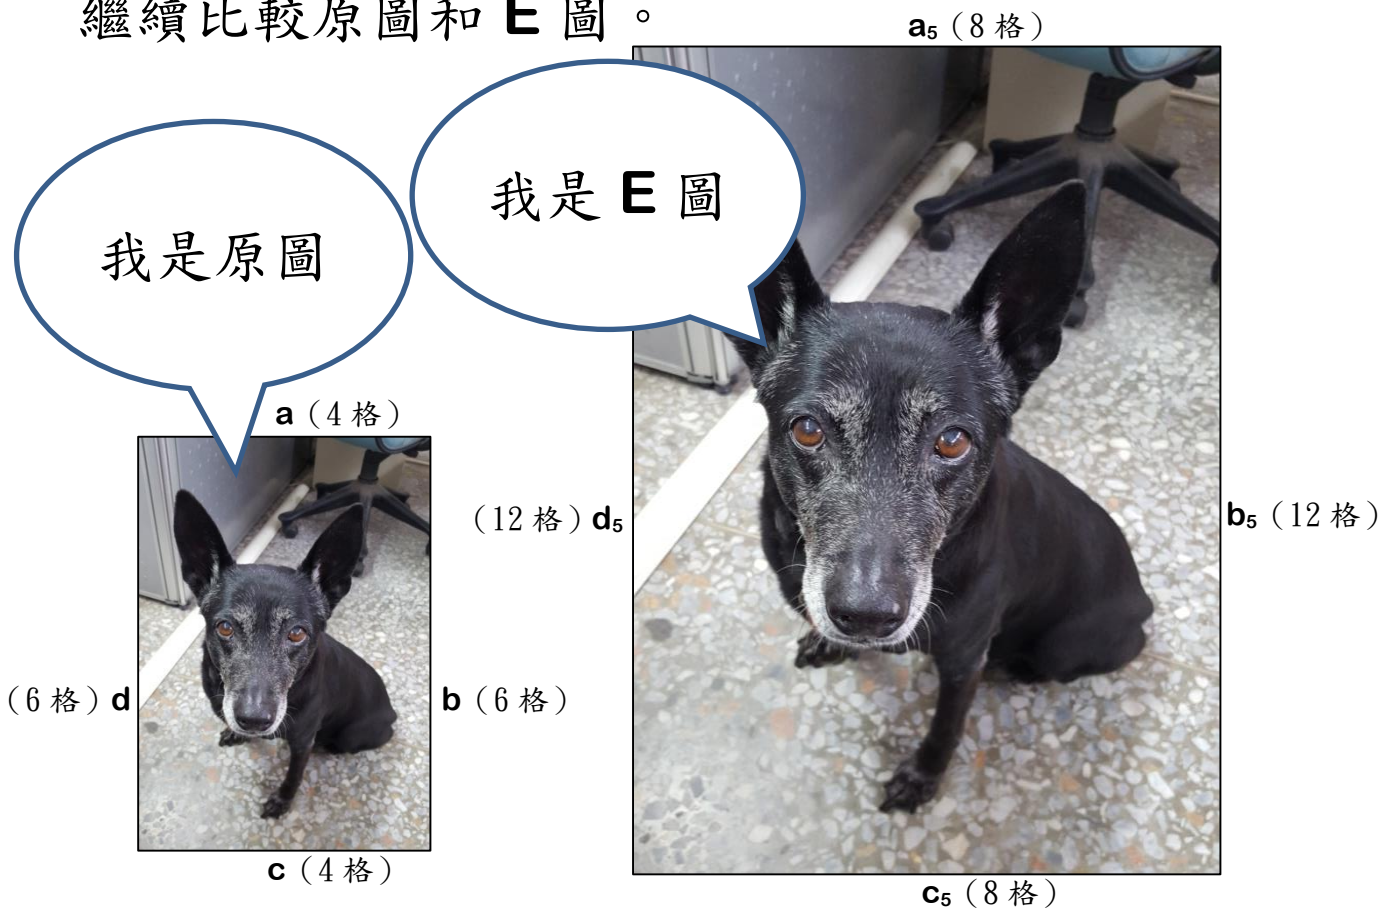 繼續比較原圖和 E 圖。
a₅（8 格）
我是 E 圖
我是原圖
a（4 格）
（12 格）d₅
b₅（12 格）
（6 格）d
b（6 格）
c（4 格）
c₅（8 格）